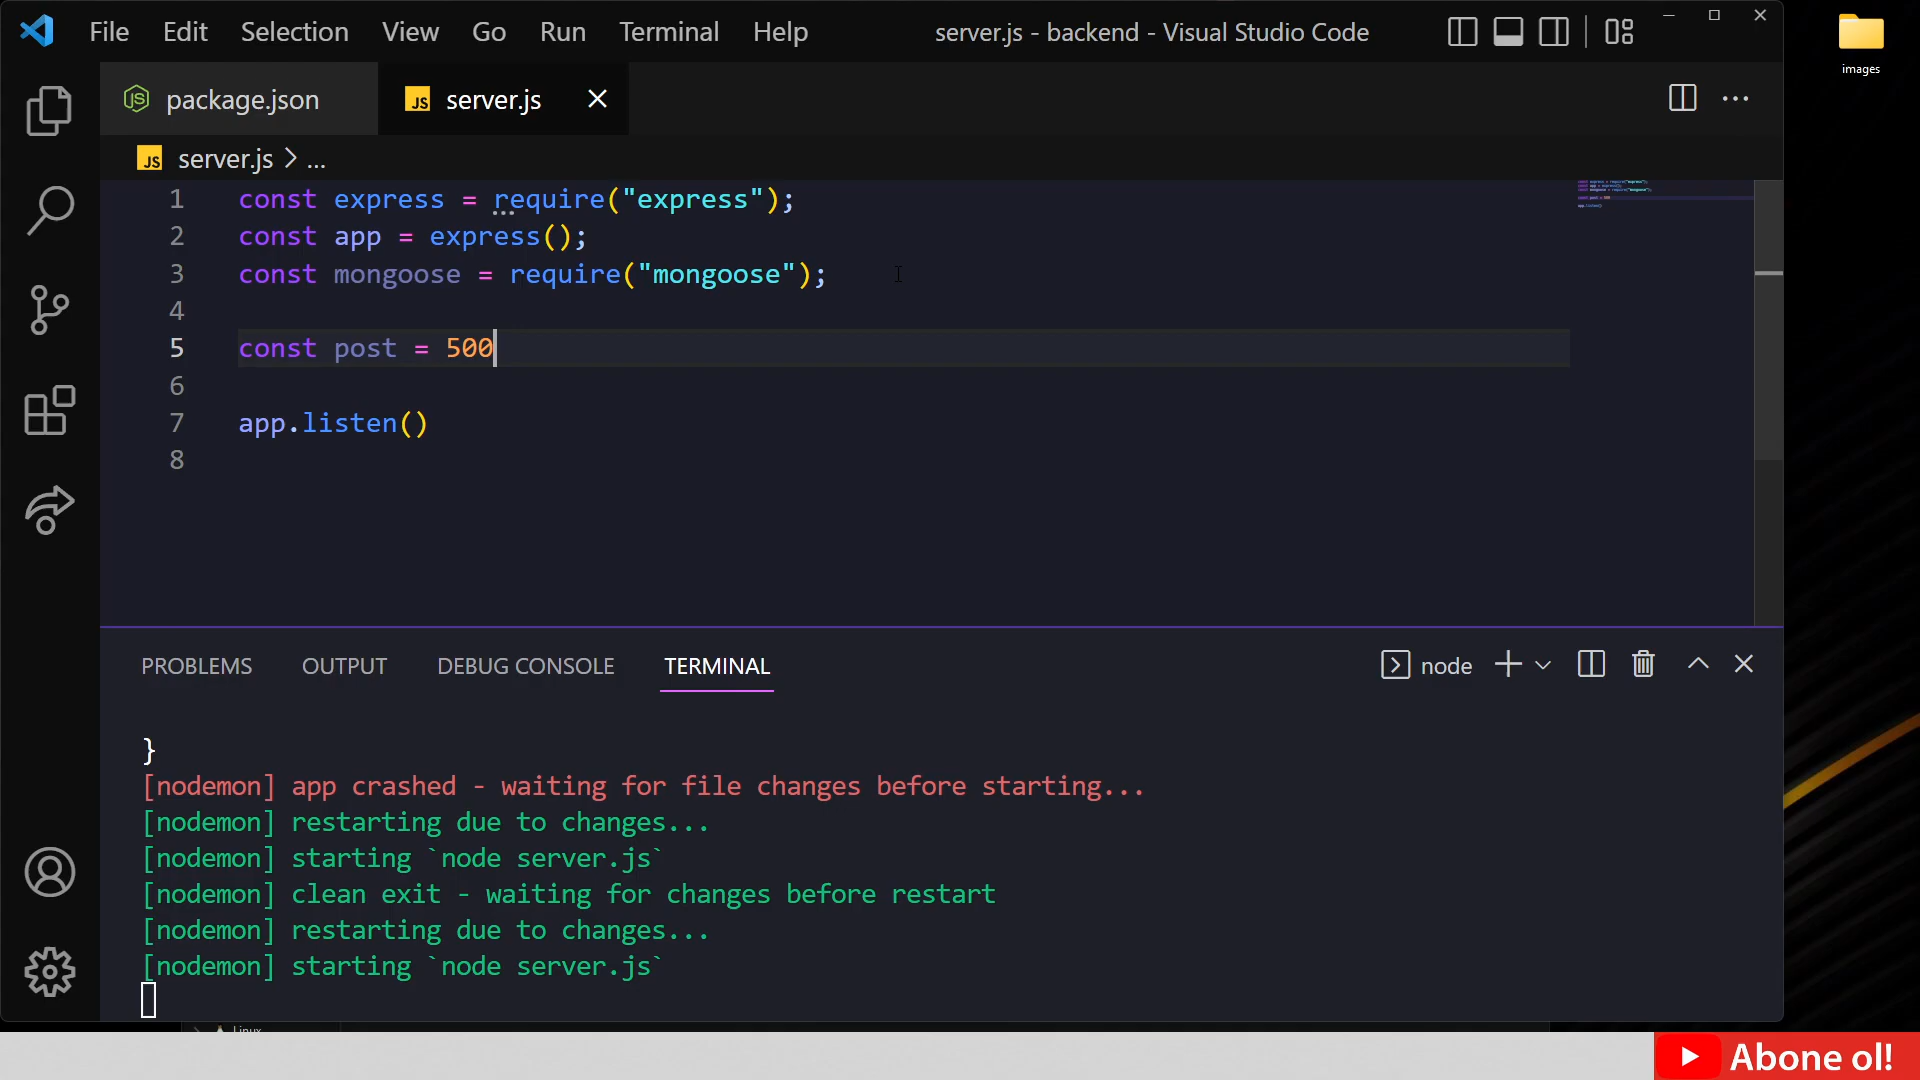 File Edit Selection View Go Run Terminal Help
server.js - backend - Visual Studio Code
images
package.json
JS server.js
JS server.js > ...
1 const express = require("express");
2 const app = express();
3 const mongoose = require("mongoose");
4
5 const post = 500
6
7 app.listen()
8
PROBLEMS OUTPUT DEBUG CONSOLE TERMINAL
node
}
[nodemon] app crashed - waiting for file changes before starting...
[nodemon] restarting due to changes...
[nodemon] starting `node server.js`
[nodemon] clean exit - waiting for changes before restart
[nodemon] restarting due to changes...
[nodemon] starting `node server.js`
Linux
Abone ol!